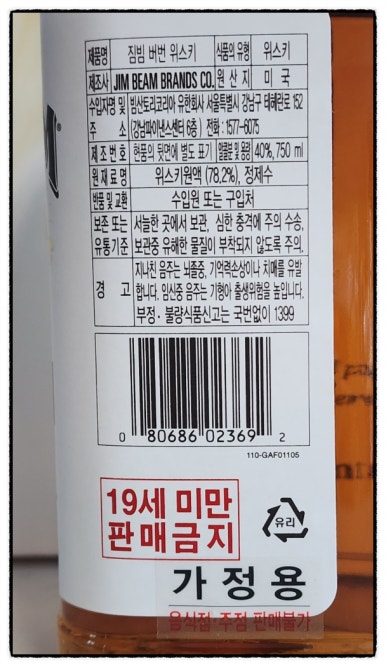 제품명 짐빔 버번 위스키 식품의 유형 위스키
제조사 JIM BEAM BRANDS CO. 원산지 미국
수입자명 및 빔산토리코리아 유한회사 서울특별시 강남구 테헤란로 152
주소 (강남파이낸스센터 6층) 전화:1577-6075
제조번호 현품의 뒷면에 별도 표기 알콜분 및 용량 40%, 750 ml
원재료명 위스키원액 (78.2%), 정제수
반품 및 교환 수입원 또는 구입처
보존 또는 서늘한 곳에서 보관, 심한 충격에 주의 수송,
유통기준 보관중 유해한 물질이 부착되지 않도록 주의.
지나친 음주는 뇌졸중, 기억력손상이나 치매를 유발
경고 합니다. 임신중 음주는 기형아 출생위험을 높입니다.
부정·불량식품신고는 국번없이 1399
0 80686 02369 2
110-GAF01105
19세 미만
판매금지
유리
가정용
음식점·주점 판매불가